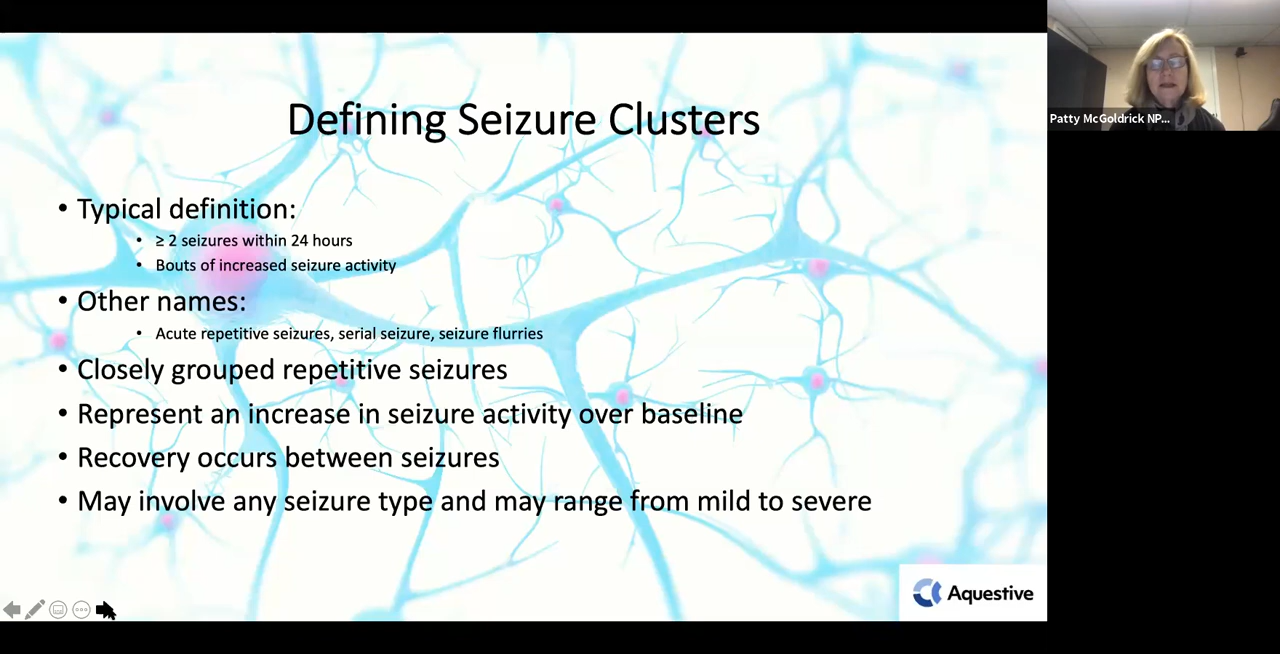 Defining Seizure Clusters
• Typical definition:
• ≥ 2 seizures within 24 hours
• Bouts of increased seizure activity
• Other names:
• Acute repetitive seizures, serial seizure, seizure flurries
• Closely grouped repetitive seizures
• Represent an increase in seizure activity over baseline
• Recovery occurs between seizures
• May involve any seizure type and may range from mild to severe
Aquestive
Patty McGoldrick NP...